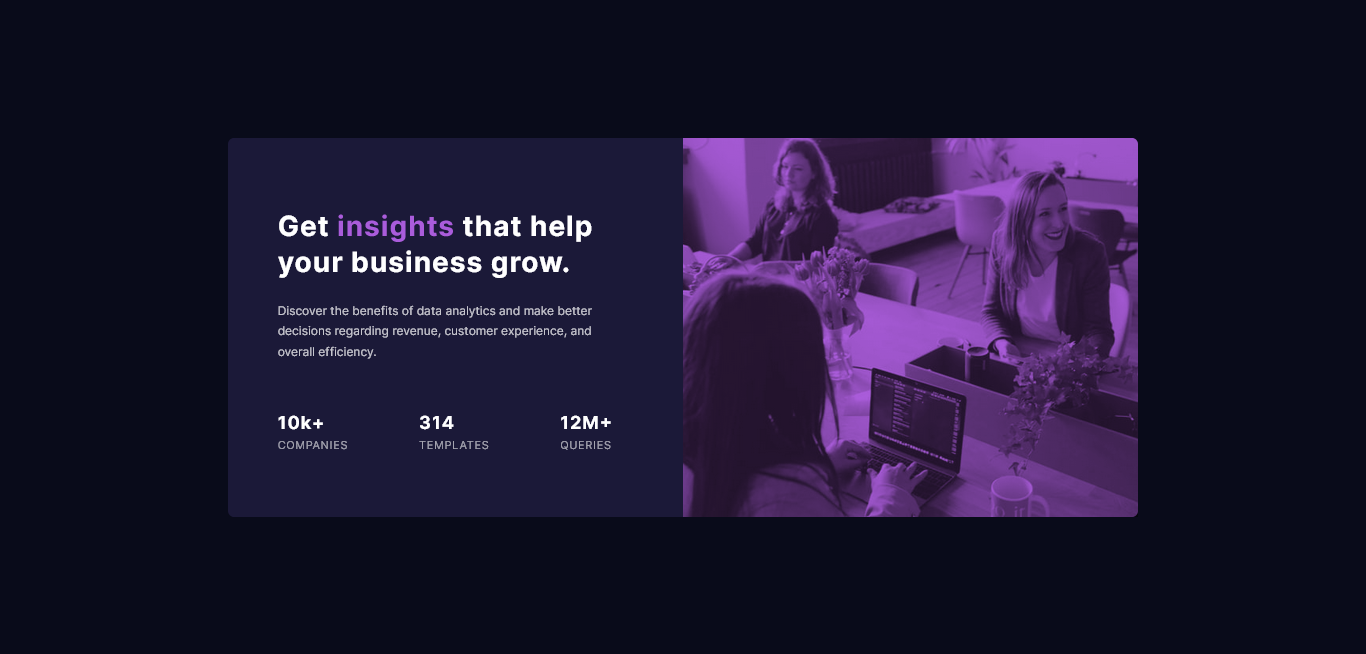 Get insights that help
your business grow.
Discover the benefits of data analytics and make better
decisions regarding revenue, customer experience, and
overall efficiency.
10k+ 314 12M+
COMPANIES TEMPLATES QUERIES